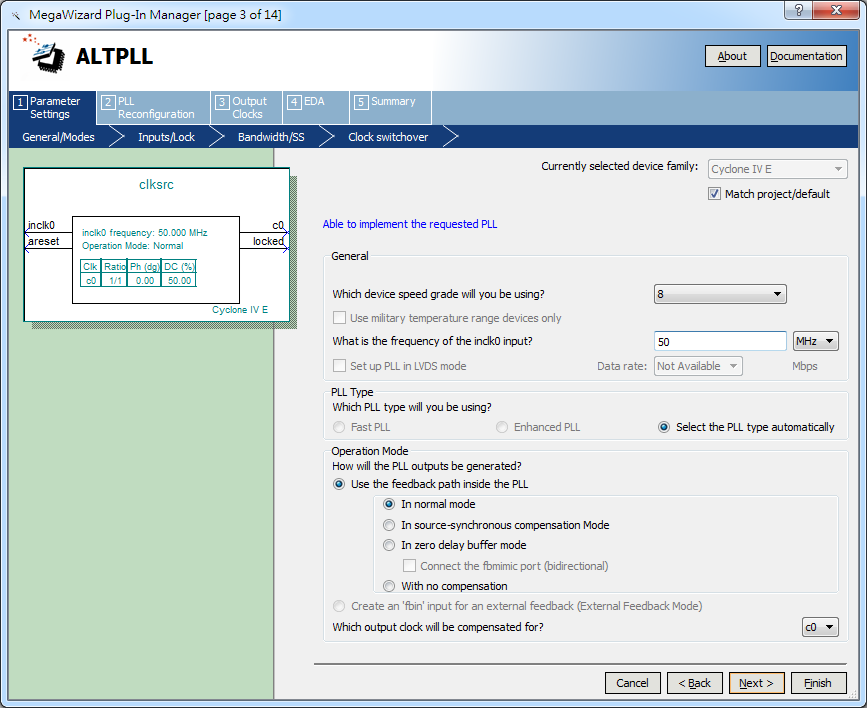 MegaWizard Plug-In Manager [page 3 of 14]
?
ALTPLL
About
Documentation
1 Parameter Settings
2 PLL Reconfiguration
3 Output Clocks
4 EDA
5 Summary
General/Modes
Inputs/Lock
Bandwidth/SS
Clock switchover
clksrc
inclk0
areset
c0
locked
inclk0 frequency: 50.000 MHz
Operation Mode: Normal
Clk Ratio Ph (dg) DC (%)
c0 1/1 0.00 50.00
Cyclone IV E
Currently selected device family:
Cyclone IV E
Match project/default
Able to implement the requested PLL
General
Which device speed grade will you be using?
8
Use military temperature range devices only
What is the frequency of the inclk0 input?
50
MHz
Set up PLL in LVDS mode
Data rate:
Not Available
Mbps
PLL Type
Which PLL type will you be using?
Fast PLL
Enhanced PLL
Select the PLL type automatically
Operation Mode
How will the PLL outputs be generated?
Use the feedback path inside the PLL
In normal mode
In source-synchronous compensation Mode
In zero delay buffer mode
Connect the fbmimic port (bidirectional)
With no compensation
Create an 'fbin' input for an external feedback (External Feedback Mode)
Which output clock will be compensated for?
c0
Cancel
< Back
Next >
Finish